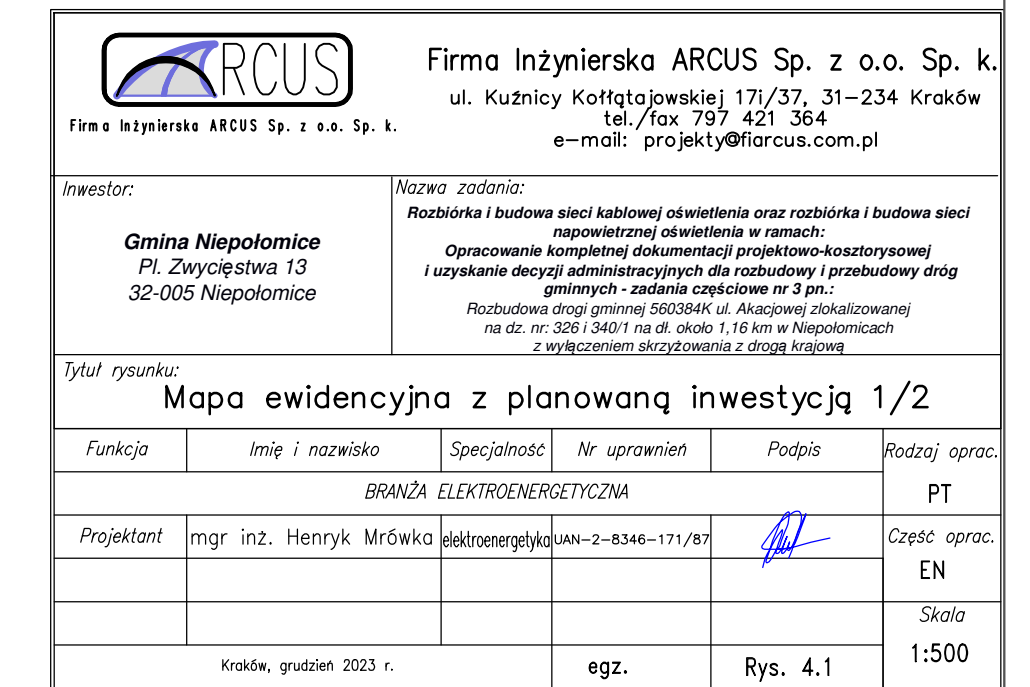 ARCUS
Firma Inżynierska ARCUS Sp. z o.o. Sp. k.
Firma Inżynierska ARCUS Sp. z o.o. Sp. k.
ul. Kuźnicy Kołłątajowskiej 17i/37, 31-234 Kraków
tel./fax 797 421 364
e-mail: projekty@fiarcus.com.pl
Inwestor:
Gmina Niepołomice
Pl. Zwycięstwa 13
32-005 Niepołomice
Nazwa zadania:
Rozbiórka i budowa sieci kablowej oświetlenia oraz rozbiórka i budowa sieci
napowietrznej oświetlenia w ramach:
Opracowanie kompletnej dokumentacji projektowo-kosztorysowej
i uzyskanie decyzji administracyjnych dla rozbudowy i przebudowy dróg
gminnych - zadania częściowe nr 3 pn.:
Rozbudowa drogi gminnej 560384K ul. Akacjowej zlokalizowanej
na dz. nr: 326 i 340/1 na dł. około 1,16 km w Niepołomicach
z wyłączeniem skrzyżowania z drogą krajową
Tytuł rysunku:
Mapa ewidencyjna z planowaną inwestycją 1/2
Funkcja Imię i nazwisko Specjalność Nr uprawnień Podpis Rodzaj oprac.
BRANŻA ELEKTROENERGETYCZNA PT
Projektant mgr inż. Henryk Mrówka elektroenergetyka UAN-2-8346-171/87 Część oprac.
EN
Skala
1:500
Kraków, grudzień 2023 r. egz. Rys. 4.1